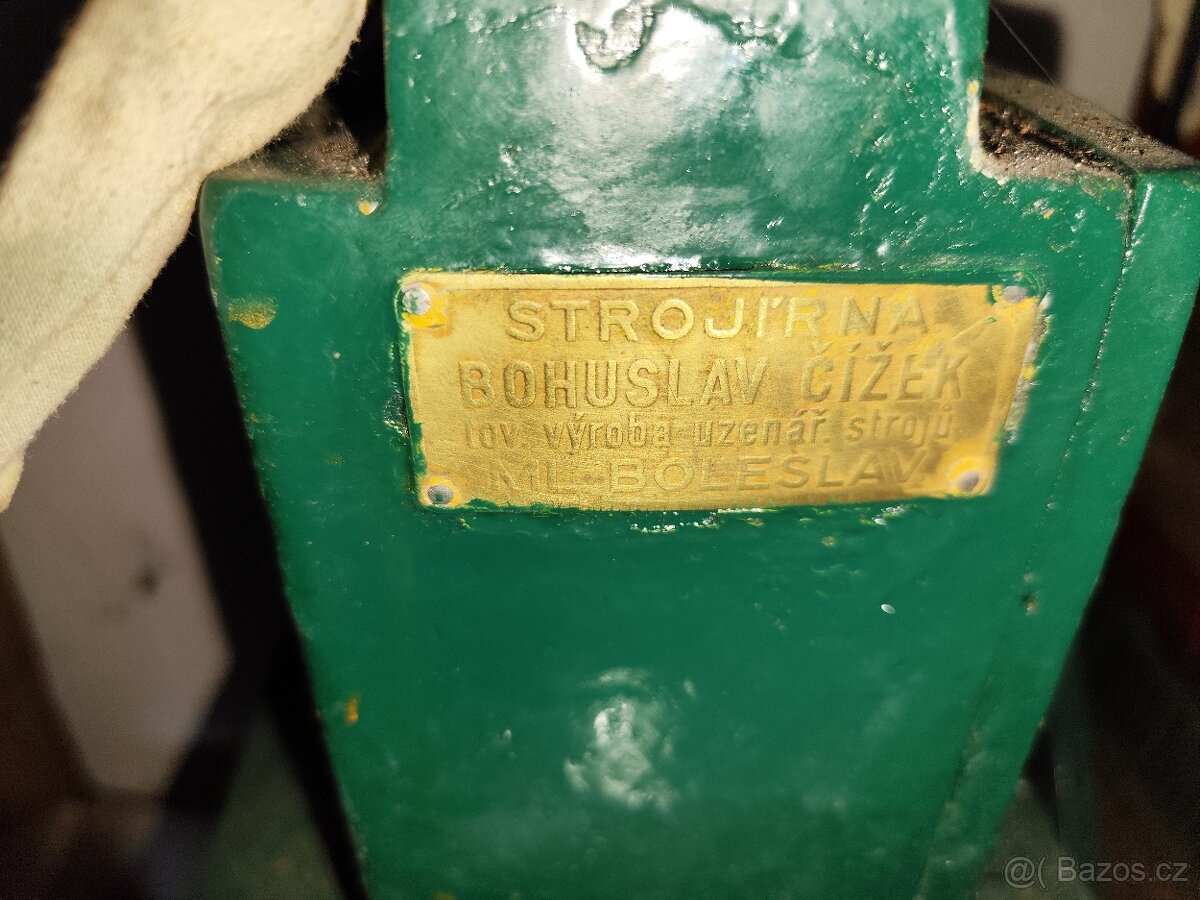 STROJÍRNA
BOHUSLAV ČÍŽEK
tov. výroba uzenář. strojů
ML. BOLESLAV
@( Bazos.cz